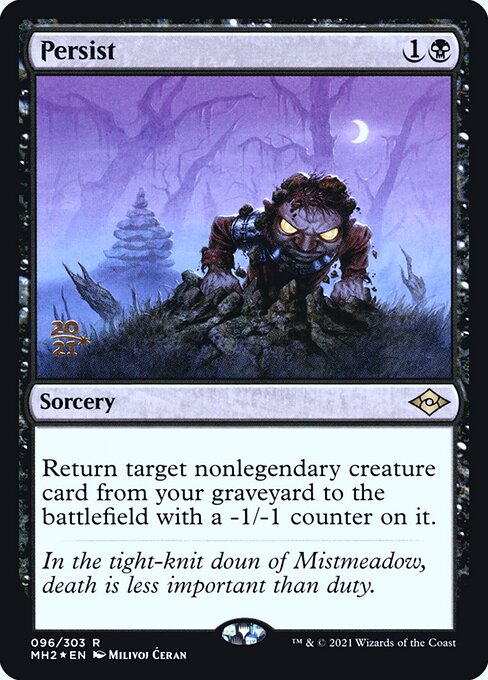 Persist 1
20
21
Sorcery
Return target nonlegendary creature
card from your graveyard to the
battlefield with a -1/-1 counter on it.
In the tight-knit doun of Mistmeadow,
death is less important than duty.
096/303 R
MH2 EN Milivoj Ćeran
™ & © 2021 Wizards of the Coast